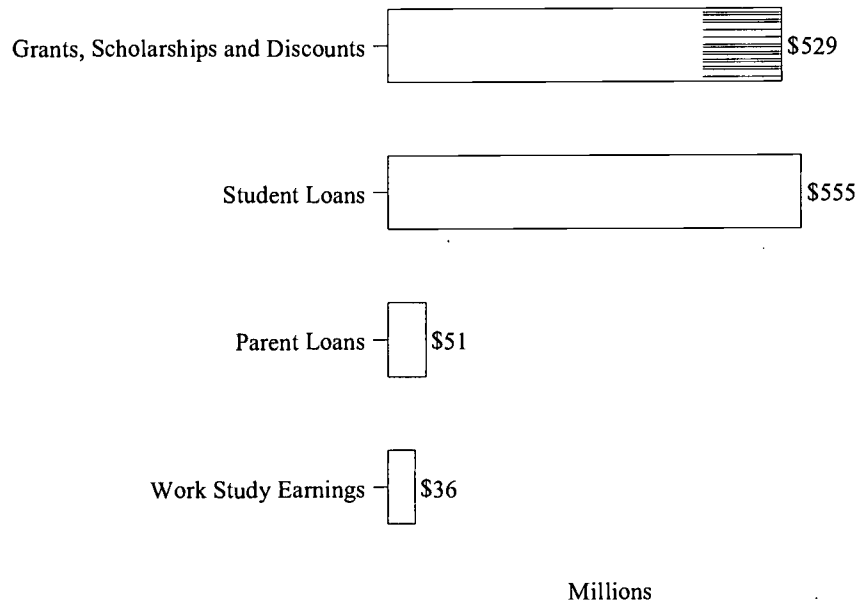 Grants, Scholarships and Discounts $529
Student Loans $555
Parent Loans $51
Work Study Earnings $36
Millions